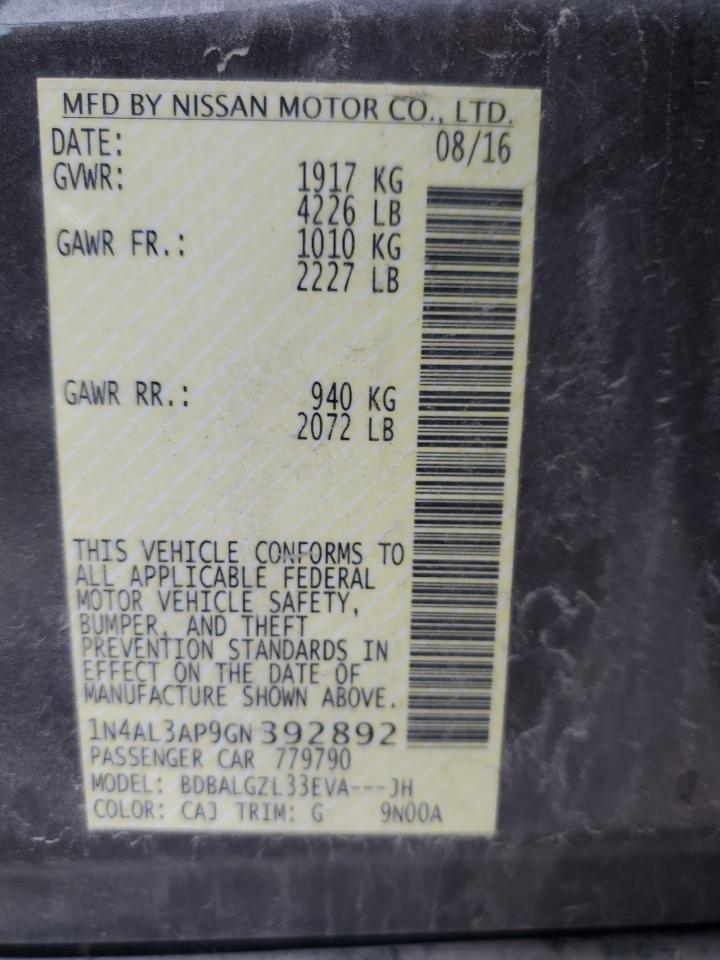 MFD BY NISSAN MOTOR CO., LTD.
DATE: 08/16
GVWR: 1917 KG
4226 LB
GAWR FR.: 1010 KG
2227 LB
GAWR RR.: 940 KG
2072 LB
THIS VEHICLE CONFORMS TO
ALL APPLICABLE FEDERAL
MOTOR VEHICLE SAFETY,
BUMPER, AND THEFT
PREVENTION STANDARDS IN
EFFECT ON THE DATE OF
MANUFACTURE SHOWN ABOVE.
1N4AL3AP9GN 392892
PASSENGER CAR 779790
MODEL: BDBALGZL33EVA---JH
COLOR: CAJ TRIM: G 9N00A